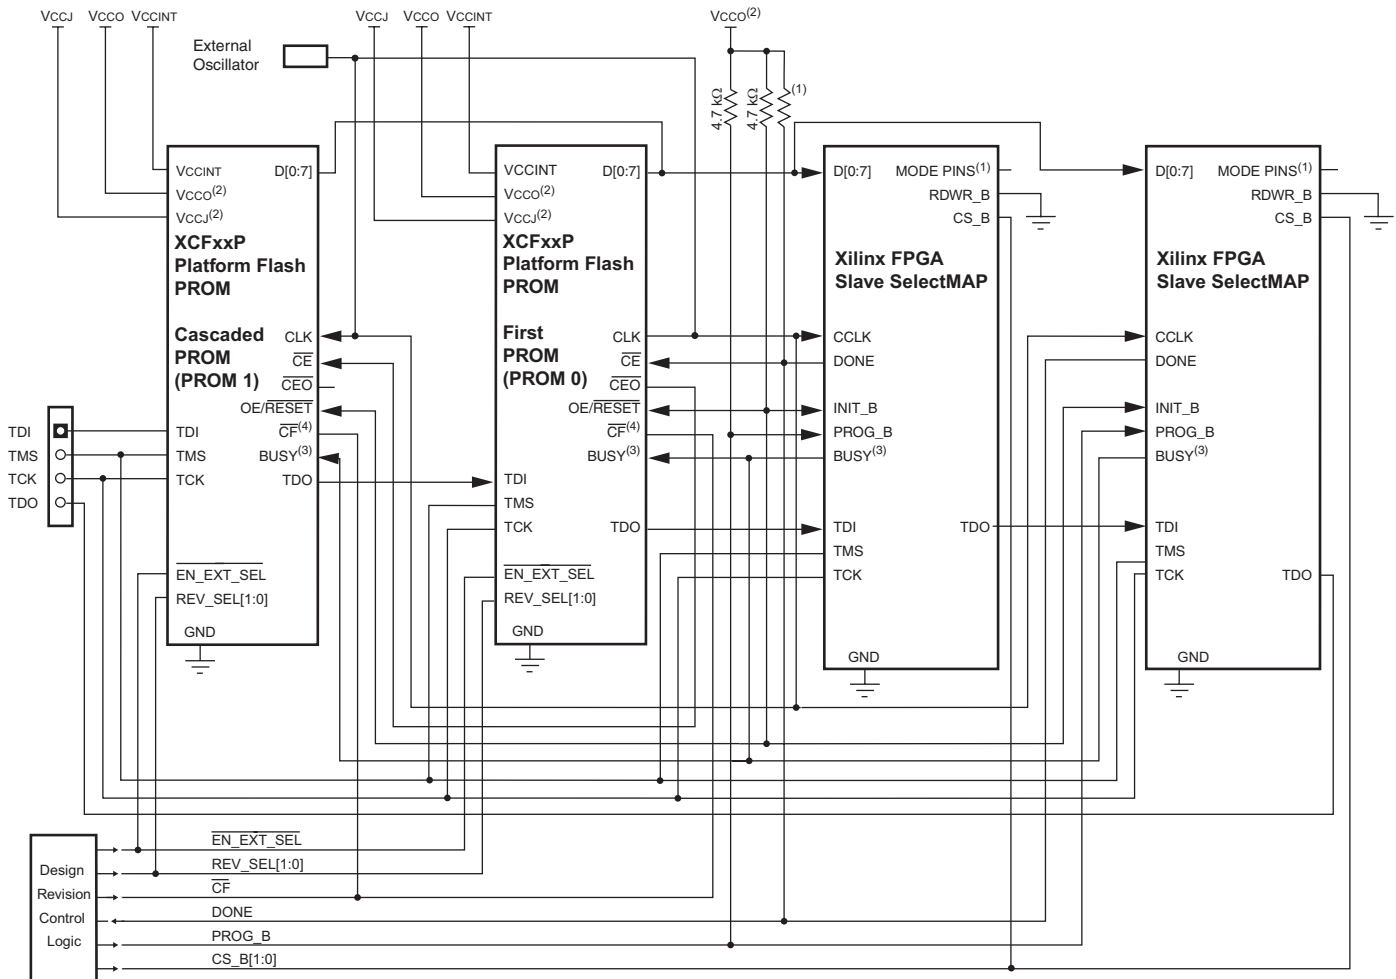 VCCJ VCCO VCCINT
VCCJ VCCO VCCINT
VCCO(2)
External
Oscillator
4.7 kΩ
4.7 kΩ
(1)
VCCINT
VCCO(2)
VCCJ(2)
D[0:7]
XCFxxP
Platform Flash
PROM
Cascaded
PROM
(PROM 1)
CLK
CE
CEO
OE/RESET
CF(4)
BUSY(3)
TDO
TDI
TMS
TCK
EN_EXT_SEL
REV_SEL[1:0]
GND
TDI
TMS
TCK
TDO
VCCINT
VCCO(2)
VCCJ(2)
D[0:7]
XCFxxP
Platform Flash
PROM
First
PROM
(PROM 0)
CLK
CE
CEO
OE/RESET
CF(4)
BUSY(3)
TDI
TMS
TCK
TDO
EN_EXT_SEL
REV_SEL[1:0]
GND
D[0:7]
MODE PINS(1)
RDWR_B
CS_B
Xilinx FPGA
Slave SelectMAP
CCLK
DONE
INIT_B
PROG_B
BUSY(3)
TDI
TMS
TCK
TDO
GND
D[0:7]
MODE PINS(1)
RDWR_B
CS_B
Xilinx FPGA
Slave SelectMAP
CCLK
DONE
INIT_B
PROG_B
BUSY(3)
TDI
TMS
TCK
TDO
GND
Design
Revision
Control
Logic
EN_EXT_SEL
REV_SEL[1:0]
CF
DONE
PROG_B
CS_B[1:0]